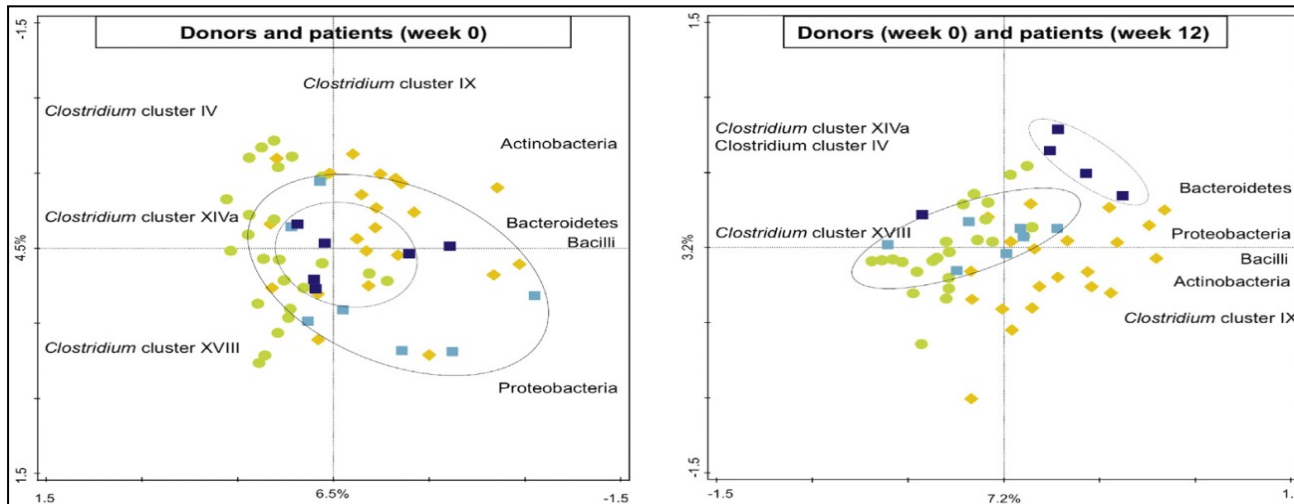 Donors and patients (week 0)
-1.5
Clostridium cluster IX
Clostridium cluster IV
Actinobacteria
Clostridium cluster XIVa
Bacteroidetes
Bacilli
4.5%
Clostridium cluster XVIII
Proteobacteria
1.5
1.5
6.5%
-1.5
Donors (week 0) and patients (week 12)
1.5
Clostridium cluster XIVa
Clostridium cluster IV
Bacteroidetes
Clostridium cluster XVIII
Proteobacteria
3.2%
Bacilli
Actinobacteria
Clostridium cluster IX
-1.5
-1.5
7.2%